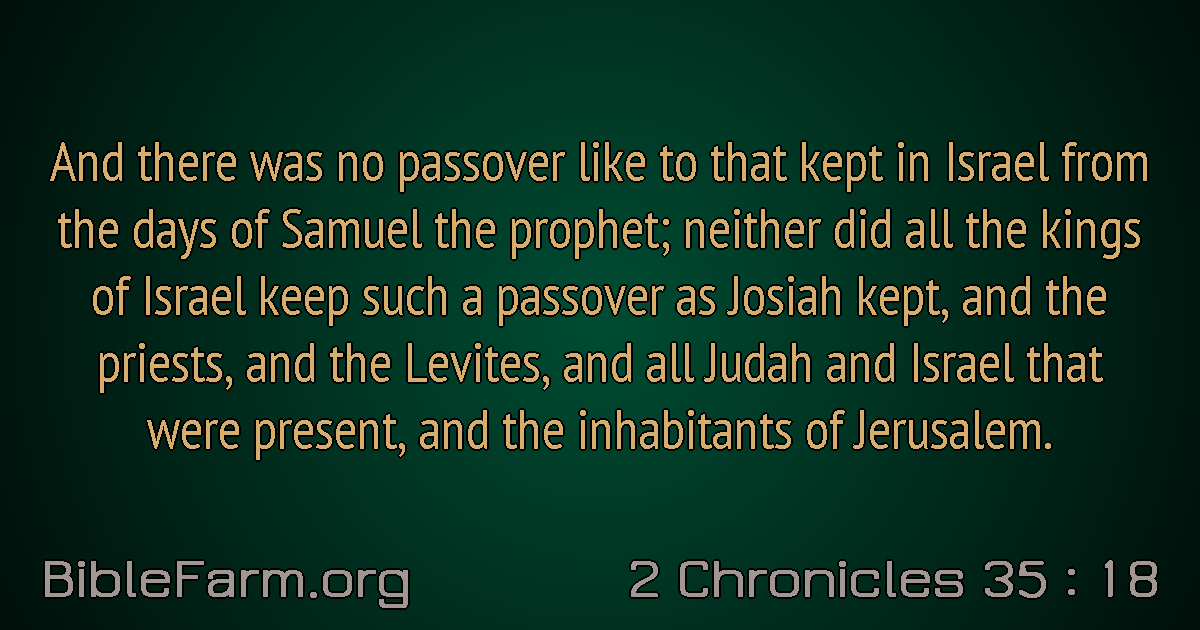 And there was no passover like to that kept in Israel from
the days of Samuel the prophet; neither did all the kings
of Israel keep such a passover as Josiah kept, and the
priests, and the Levites, and all Judah and Israel that
were present, and the inhabitants of Jerusalem.
BibleFarm.org
2 Chronicles 35 : 18